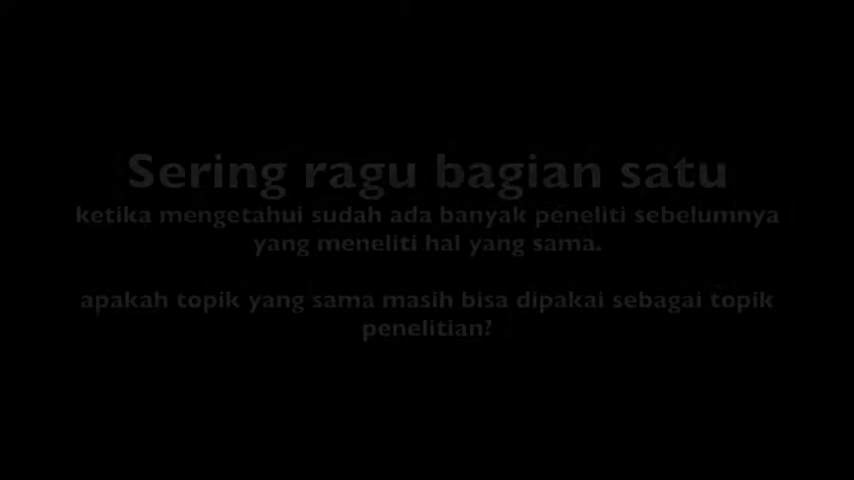 Sering ragu bagian satu
ketika mengetahui sudah ada banyak peneliti sebelumnya
yang meneliti hal yang sama.
apakah topik yang sama masih bisa dipakai sebagai topik
penelitian?